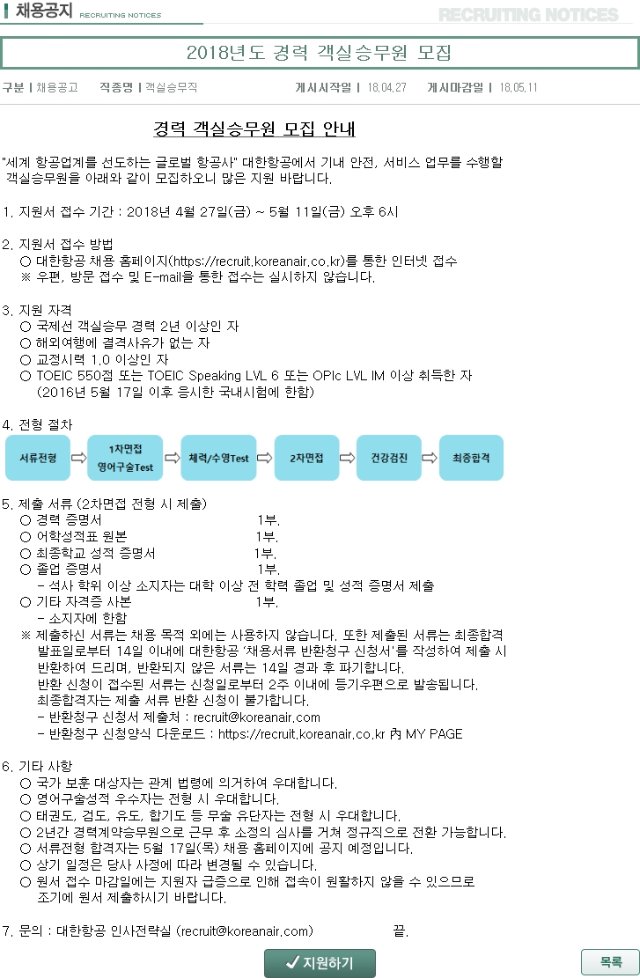 채용공지 RECRUITING NOTICES
RECRUITING NOTICES
2018년도 경력 객실승무원 모집
구분 | 채용공고 직종명 | 객실승무직 게시시작일 | 18.04.27 게시마감일 | 18.05.11
경력 객실승무원 모집 안내
"세계 항공업계를 선도하는 글로벌 항공사" 대한항공에서 기내 안전, 서비스 업무를 수행할
객실승무원을 아래와 같이 모집하오니 많은 지원 바랍니다.
1. 지원서 접수 기간 : 2018년 4월 27일(금) ~ 5월 11일(금) 오후 6시
2. 지원서 접수 방법
○ 대한항공 채용 홈페이지(https://recruit.koreanair.co.kr)를 통한 인터넷 접수
※ 우편, 방문 접수 및 E-mail을 통한 접수는 실시하지 않습니다.
3. 지원 자격
○ 국제선 객실승무 경력 2년 이상인 자
○ 해외여행에 결격사유가 없는 자
○ 교정시력 1.0 이상인 자
○ TOEIC 550점 또는 TOEIC Speaking LVL 6 또는 OPIc LVL IM 이상 취득한 자
(2016년 5월 17일 이후 응시한 국내시험에 한함)
4. 전형 절차
서류전형 ⇨ 1차면접 영어구술Test ⇨ 체력/수영Test ⇨ 2차면접 ⇨ 건강검진 ⇨ 최종합격
5. 제출 서류 (2차면접 전형 시 제출)
○ 경력 증명서 1부.
○ 어학성적표 원본 1부.
○ 최종학교 성적 증명서 1부.
○ 졸업 증명서 1부.
- 석사 학위 이상 소지자는 대학 이상 전 학력 졸업 및 성적 증명서 제출
○ 기타 자격증 사본 1부.
- 소지자에 한함
※ 제출하신 서류는 채용 목적 외에는 사용하지 않습니다. 또한 제출된 서류는 최종합격
발표일로부터 14일 이내에 대한항공 '채용서류 반환청구 신청서'를 작성하여 제출 시
반환하여 드리며, 반환되지 않은 서류는 14일 경과 후 파기합니다.
반환 신청이 접수된 서류는 신청일로부터 2주 이내에 등기우편으로 발송됩니다.
최종합격자는 제출 서류 반환 신청이 불가합니다.
- 반환청구 신청서 제출처 : recruit@koreanair.com
- 반환청구 신청양식 다운로드 : https://recruit.koreanair.co.kr 內 MY PAGE
6. 기타 사항
○ 국가 보훈 대상자는 관계 법령에 의거하여 우대합니다.
○ 영어구술성적 우수자는 전형 시 우대합니다.
○ 태권도, 검도, 유도, 합기도 등 무술 유단자는 전형 시 우대합니다.
○ 2년간 경력계약승무원으로 근무 후 소정의 심사를 거쳐 정규직으로 전환 가능합니다.
○ 서류전형 합격자는 5월 17일(목) 채용 홈페이지에 공지 예정입니다.
○ 상기 일정은 당사 사정에 따라 변경될 수 있습니다.
○ 원서 접수 마감일에는 지원자 급증으로 인해 접속이 원활하지 않을 수 있으므로
조기에 원서 제출하시기 바랍니다.
7. 문의 : 대한항공 인사전략실 (recruit@koreanair.com) 끝.
지원하기 목록